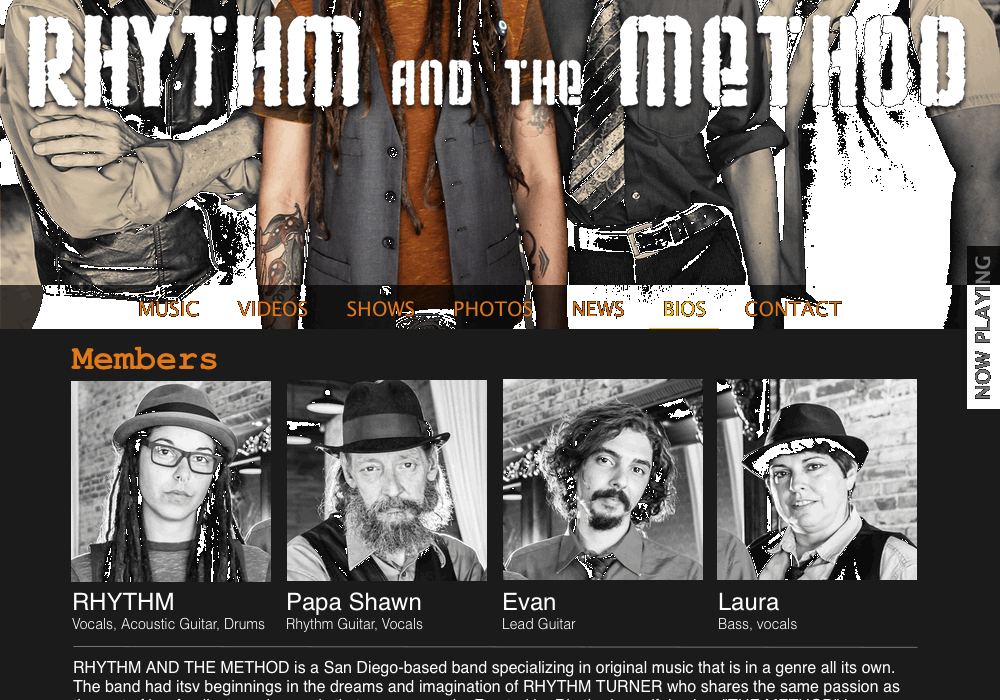 RHYTHM AND THE METHOD
MUSIC VIDEOS SHOWS PHOTOS NEWS BIOS CONTACT
NOW PLAYING
Members
RHYTHM
Vocals, Acoustic Guitar, Drums
Papa Shawn
Rhythm Guitar, Vocals
Evan
Lead Guitar
Laura
Bass, vocals
RHYTHM AND THE METHOD is a San Diego-based band specializing in original music that is in a genre all its own.
The band had itsv beginnings in the dreams and imagination of RHYTHM TURNER who shares the same passion as